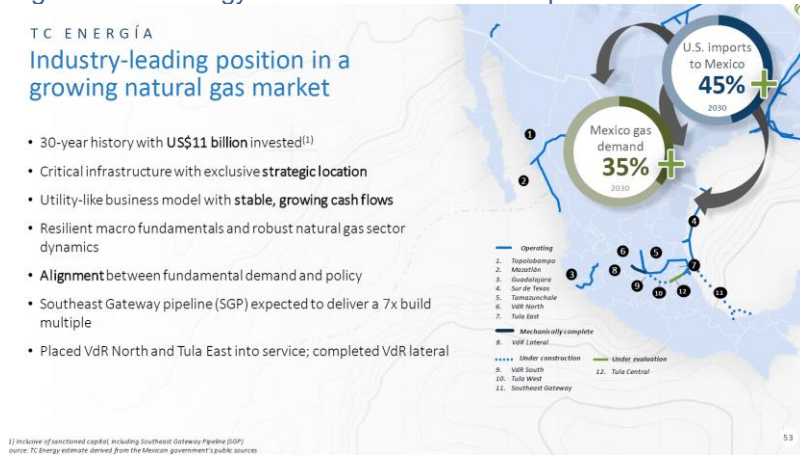 TC ENERGÍA
Industry-leading position in a
growing natural gas market
• 30-year history with US$11 billion invested(1)
• Critical infrastructure with exclusive strategic location
• Utility-like business model with stable, growing cash flows
• Resilient macro fundamentals and robust natural gas sector
dynamics
• Alignment between fundamental demand and policy
• Southeast Gateway pipeline (SGP) expected to deliver a 7x build
multiple
• Placed VdR North and Tula East into service; completed VdR lateral
U.S. imports
to Mexico
45%
2030
Mexico gas
demand
35%
2030
1
2
3
4
5
6
7
8
9
10
11
12
Operating
1. Topolobampo
2. Mazatlán
3. Guadalajara
4. Sur de Texas
5. Tamazunchale
6. VdR North
7. Tula East
Mechanically complete
8. VdR Lateral
Under construction
9. VdR South
10. Tula West
11. Southeast Gateway
Under evaluation
12. Tula Central
1) Inclusive of sanctioned capital, including Southeast Gateway Pipeline (SGP)
ource: TC Energy estimate derived from the Mexican government's public sources
53